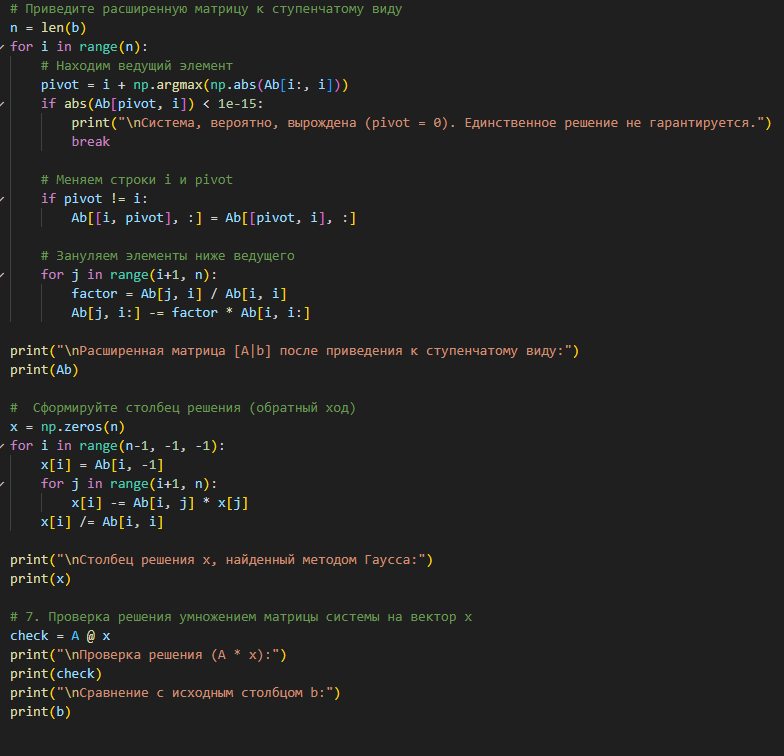 # Приведите расширенную матрицу к ступенчатому виду
n = len(b)
for i in range(n):
    # Находим ведущий элемент
    pivot = i + np.argmax(np.abs(Ab[i:, i]))
    if abs(Ab[pivot, i]) < 1e-15:
        print("\nСистема, вероятно, вырождена (pivot = 0). Единственное решение не гарантируется.")
        break

    # Меняем строки i и pivot
    if pivot != i:
        Ab[[i, pivot], :] = Ab[[pivot, i], :]

    # Зануляем элементы ниже ведущего
    for j in range(i+1, n):
        factor = Ab[j, i] / Ab[i, i]
        Ab[j, i:] -= factor * Ab[i, i:]

print("\nРасширенная матрица [A|b] после приведения к ступенчатому виду:")
print(Ab)

#  Сформируйте столбец решения (обратный ход)
x = np.zeros(n)
for i in range(n-1, -1, -1):
    x[i] = Ab[i, -1]
    for j in range(i+1, n):
        x[i] -= Ab[i, j] * x[j]
    x[i] /= Ab[i, i]

print("\nСтолбец решения x, найденный методом Гаусса:")
print(x)

# 7. Проверка решения умножением матрицы системы на вектор x
check = A @ x
print("\nПроверка решения (A * x):")
print(check)
print("\nСравнение с исходным столбцом b:")
print(b)